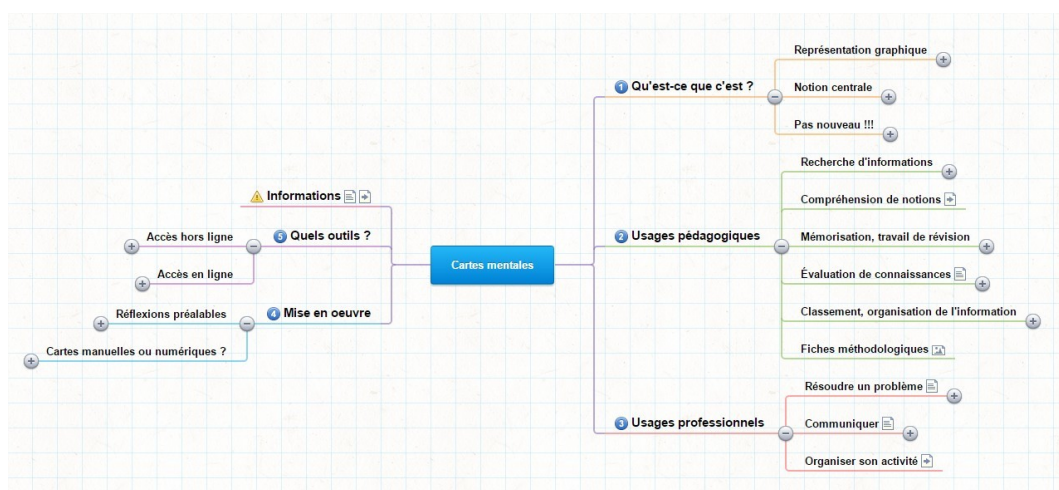 Cartes mentales
1 Qu'est-ce que c'est ?
Représentation graphique
Notion centrale
Pas nouveau !!!
2 Usages pédagogiques
Recherche d'informations
Compréhension de notions
Mémorisation, travail de révision
Évaluation de connaissances
Classement, organisation de l'information
Fiches méthodologiques
3 Usages professionnels
Résoudre un problème
Communiquer
Organiser son activité
4 Mise en oeuvre
Réflexions préalables
Cartes manuelles ou numériques ?
5 Quels outils ?
Accès hors ligne
Accès en ligne
Informations